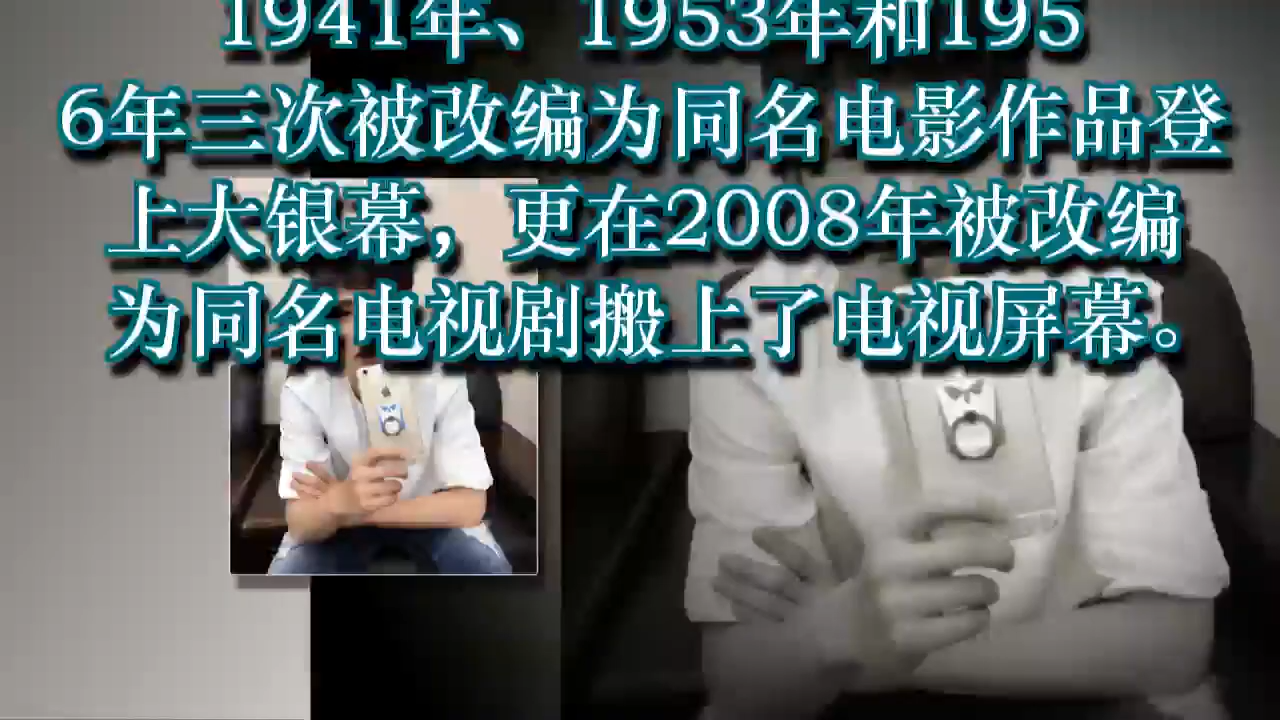 1941年、1953年和195
6年三次被改编为同名电影作品登
上大银幕，更在2008年被改编
为同名电视剧搬上了电视屏幕。